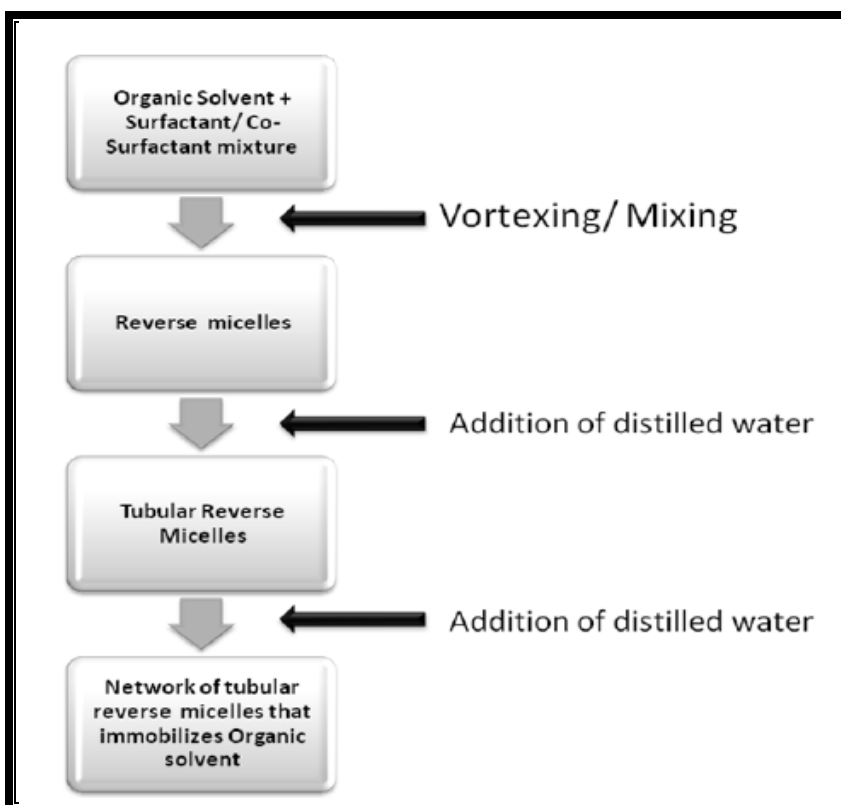 Organic Solvent +
Surfactant/ Co-
Surfactant mixture
Vortexing/ Mixing
Reverse micelles
Addition of distilled water
Tubular Reverse
Micelles
Addition of distilled water
Network of tubular
reverse micelles that
immobilizes Organic
solvent